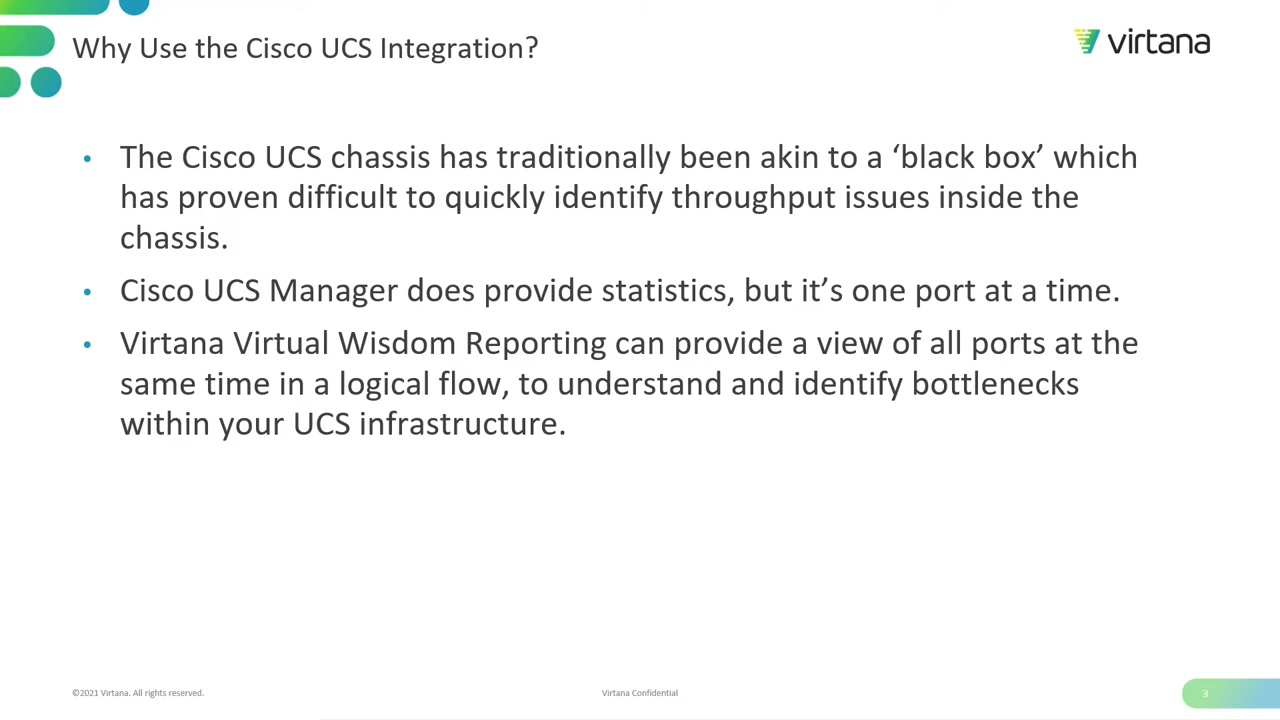 Why Use the Cisco UCS Integration?
virtana
• The Cisco UCS chassis has traditionally been akin to a ‘black box’ which
has proven difficult to quickly identify throughput issues inside the
chassis.
• Cisco UCS Manager does provide statistics, but it’s one port at a time.
• Virtana Virtual Wisdom Reporting can provide a view of all ports at the
same time in a logical flow, to understand and identify bottlenecks
within your UCS infrastructure.
©2021 Virtana. All rights reserved.
Virtana Confidential
3